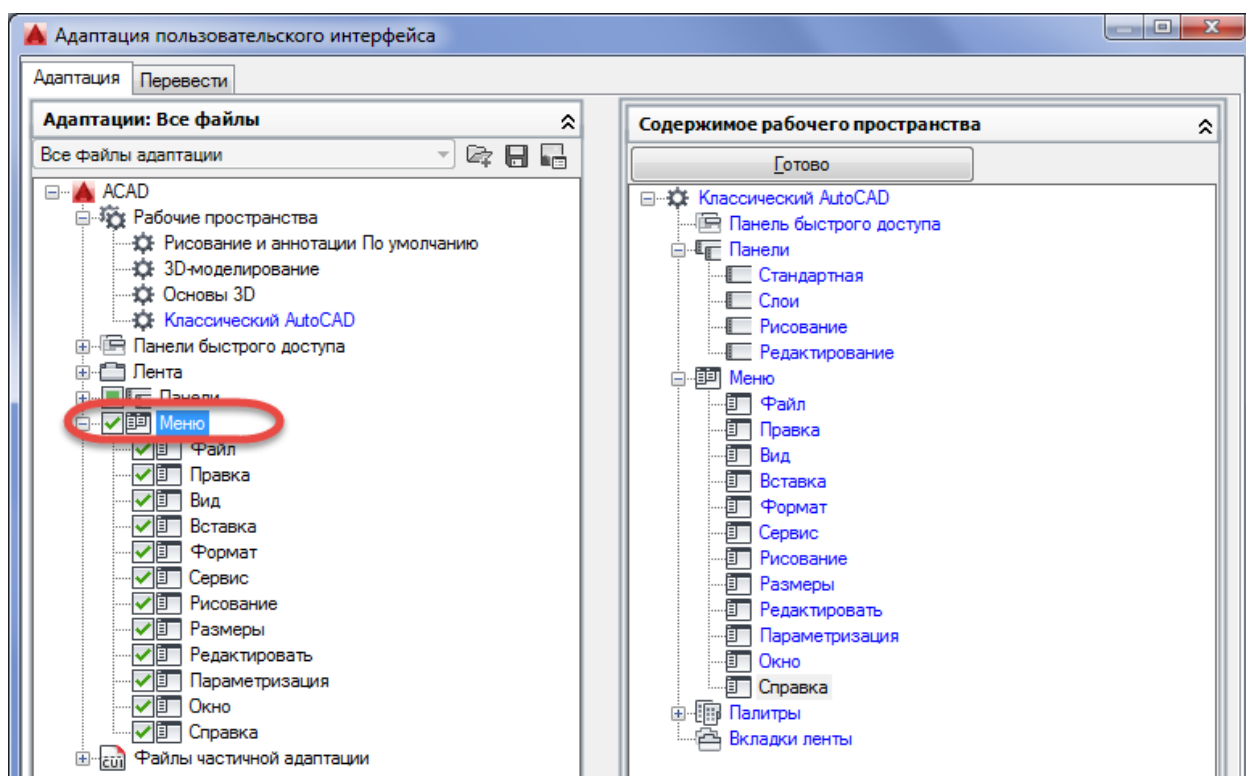 Адаптация пользовательского интерфейса
Адаптация
Перевести
Адаптации: Все файлы
Все файлы адаптации
ACAD
Рабочие пространства
Рисование и аннотации По умолчанию
3D-моделирование
Основы 3D
Классический AutoCAD
Панели быстрого доступа
Лента
Панели
Меню
Файл
Правка
Вид
Вставка
Формат
Сервис
Рисование
Размеры
Редактировать
Параметризация
Окно
Справка
CUI Файлы частичной адаптации
Содержимое рабочего пространства
Готово
Классический AutoCAD
Панель быстрого доступа
Панели
Стандартная
Слои
Рисование
Редактирование
Меню
Файл
Правка
Вид
Вставка
Формат
Сервис
Рисование
Размеры
Редактировать
Параметризация
Окно
Справка
Палитры
Вкладки ленты